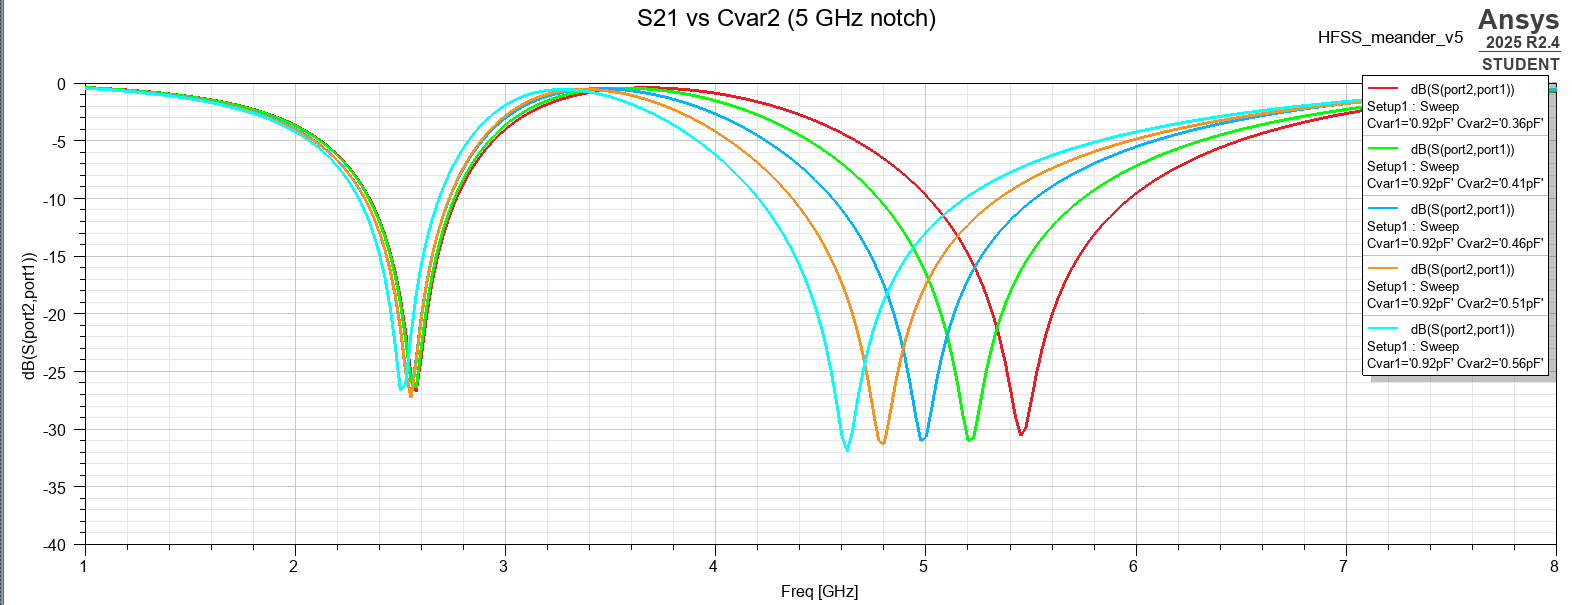 S21 vs Cvar2 (5 GHz notch)
HFSS_meander_v5
Ansys
2025 R2.4
STUDENT
dB(S(port2,port1))
Setup1 : Sweep
Cvar1='0.92pF' Cvar2='0.36pF'
dB(S(port2,port1))
Setup1 : Sweep
Cvar1='0.92pF' Cvar2='0.41pF'
dB(S(port2,port1))
Setup1 : Sweep
Cvar1='0.92pF' Cvar2='0.46pF'
dB(S(port2,port1))
Setup1 : Sweep
Cvar1='0.92pF' Cvar2='0.51pF'
dB(S(port2,port1))
Setup1 : Sweep
Cvar1='0.92pF' Cvar2='0.56pF'
dB(S(port2,port1))
0
-5
-10
-15
-20
-25
-30
-35
-40
1 2 3 4 5 6 7 8
Freq [GHz]